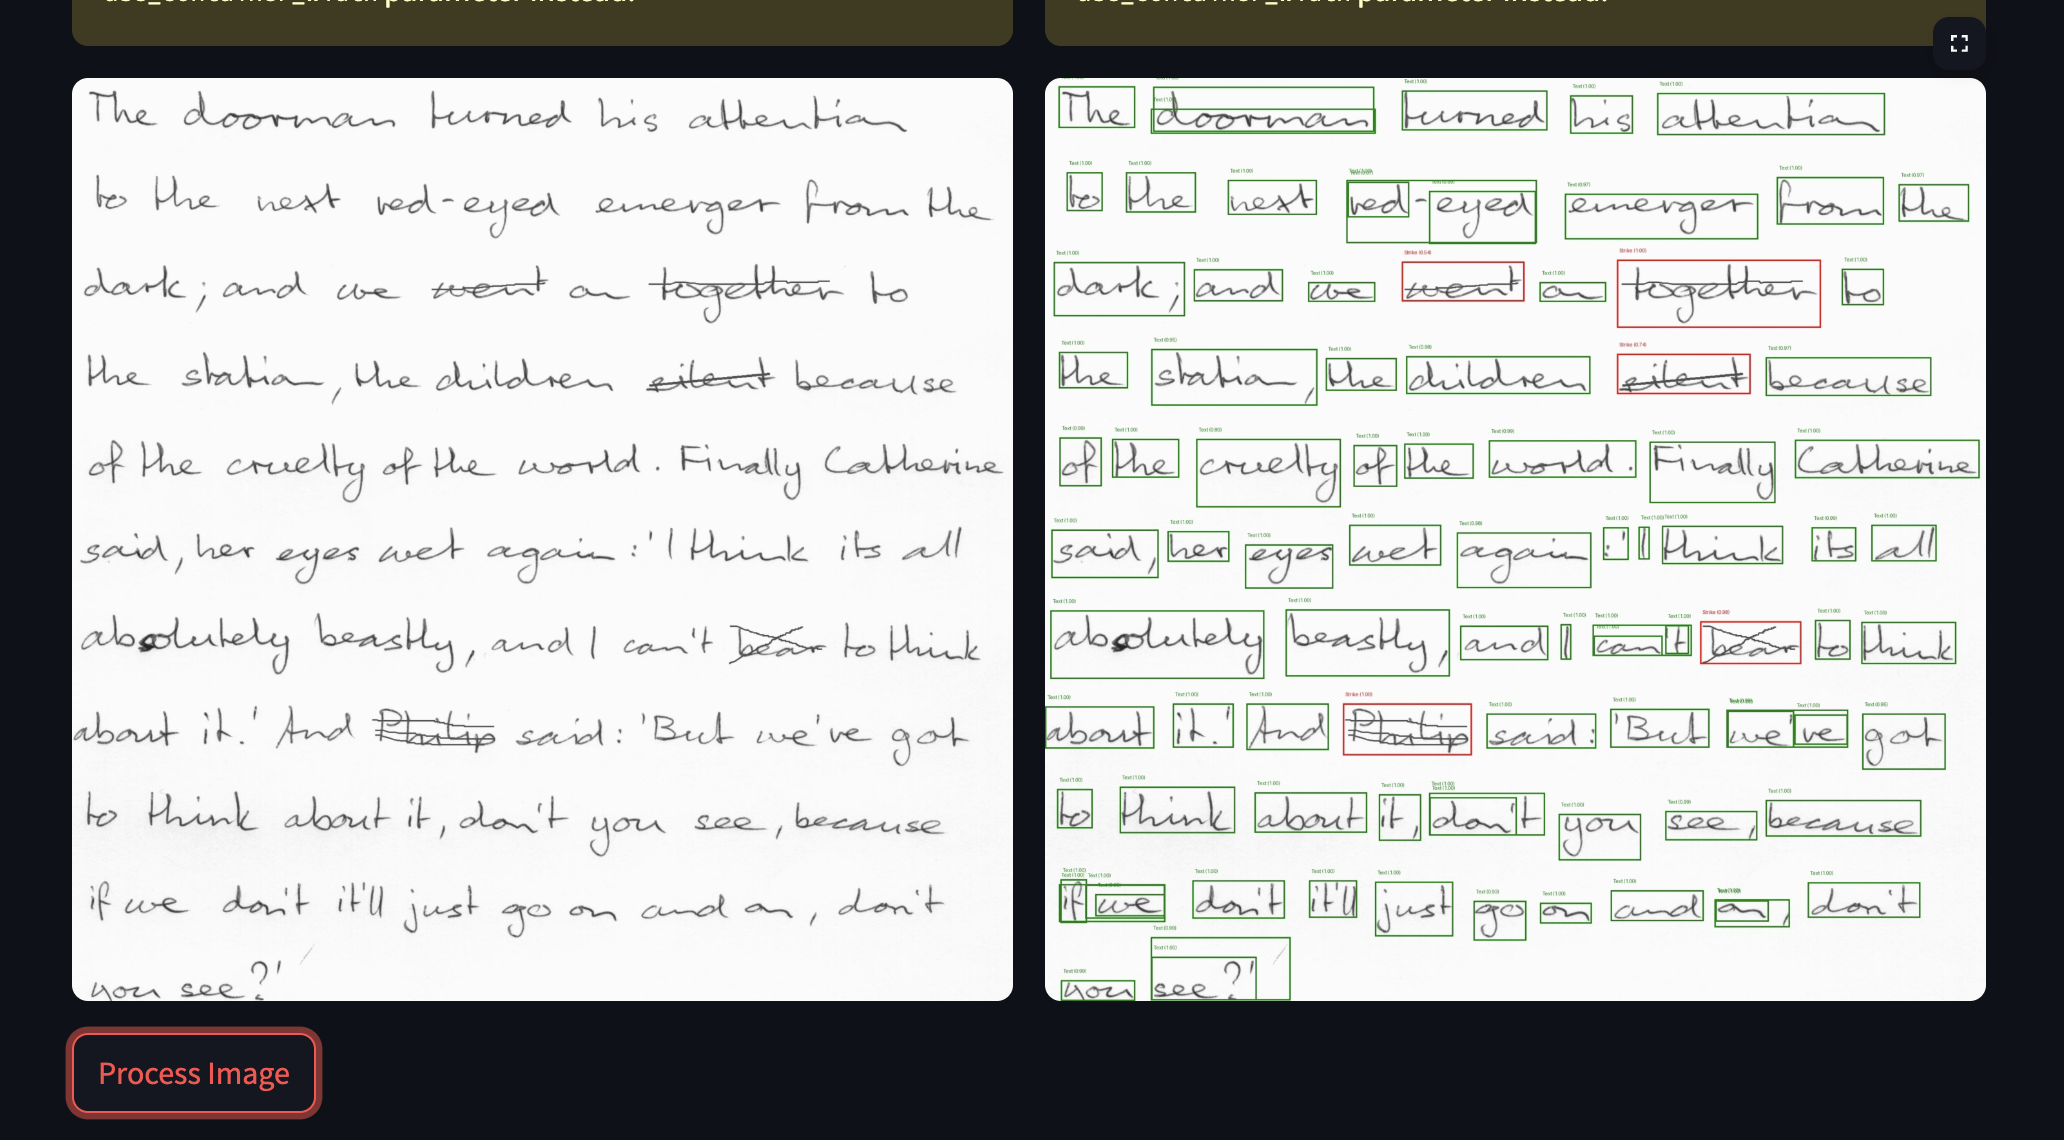 use_container_width parameter instead.
use_container_width parameter instead.
The doorman turned his attention
to the next red-eyed emerger from the
dark; and we went on together to
the station, the children silent because
of the cruelty of the world. Finally Catherine
said, her eyes wet again: 'I think its all
absolutely beastly, and I can't bear to think
about it.' And Philip said: 'But we've got
to think about it, don't you see, because
if we don't it'll just go on and on, don't
you see?'
The doorman turned his attention
to the next red-eyed emerger from the
dark; and we went on together to
the station, the children silent because
of the cruelty of the world. Finally Catherine
said, her eyes wet again: 'I think its all
absolutely beastly, and I can't bear to think
about it.' And Philip said: 'But we've got
to think about it, don't you see, because
if we don't it'll just go on and on, don't
you see?'
Process Image